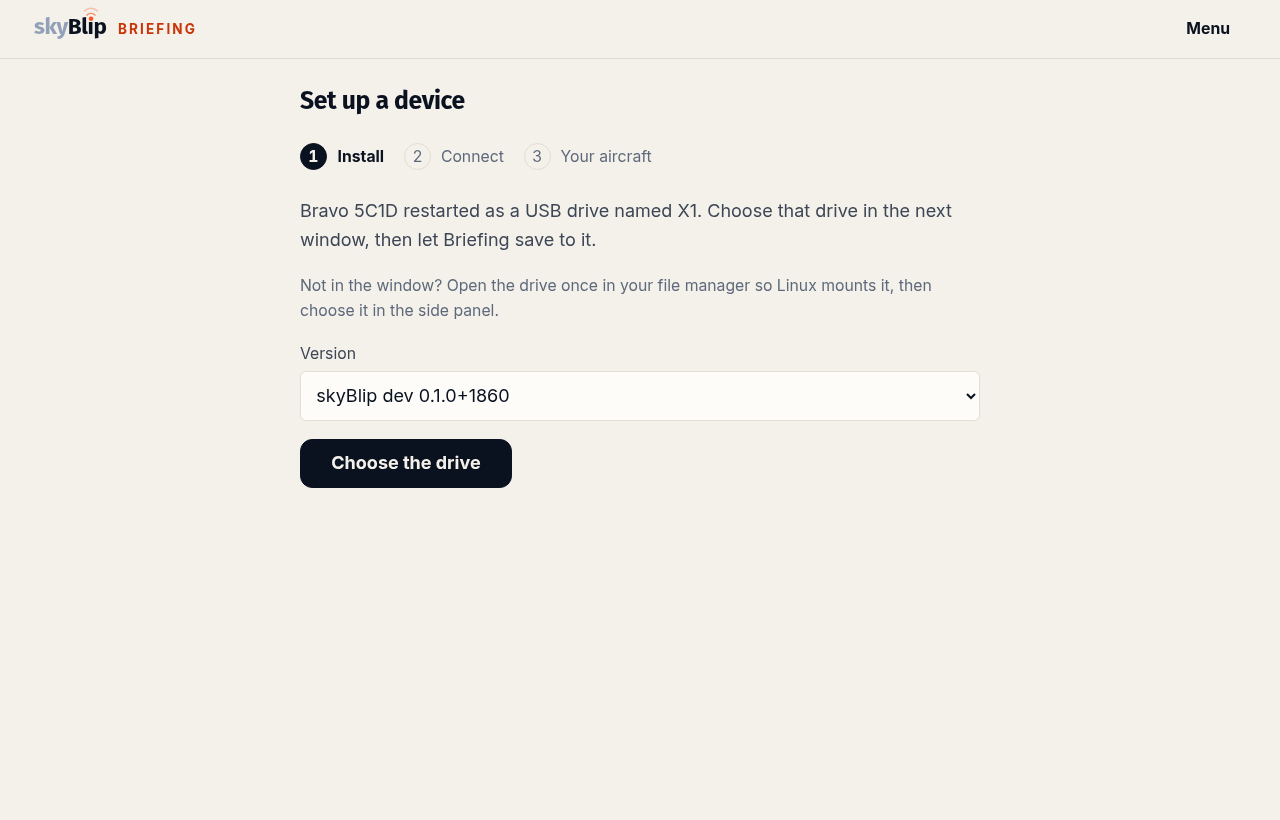 skyBlip BRIEFING
Menu
Set up a device
1 Install 2 Connect 3 Your aircraft
Bravo 5C1D restarted as a USB drive named X1. Choose that drive in the next
window, then let Briefing save to it.
Not in the window? Open the drive once in your file manager so Linux mounts it, then
choose it in the side panel.
Version
skyBlip dev 0.1.0+1860
Choose the drive